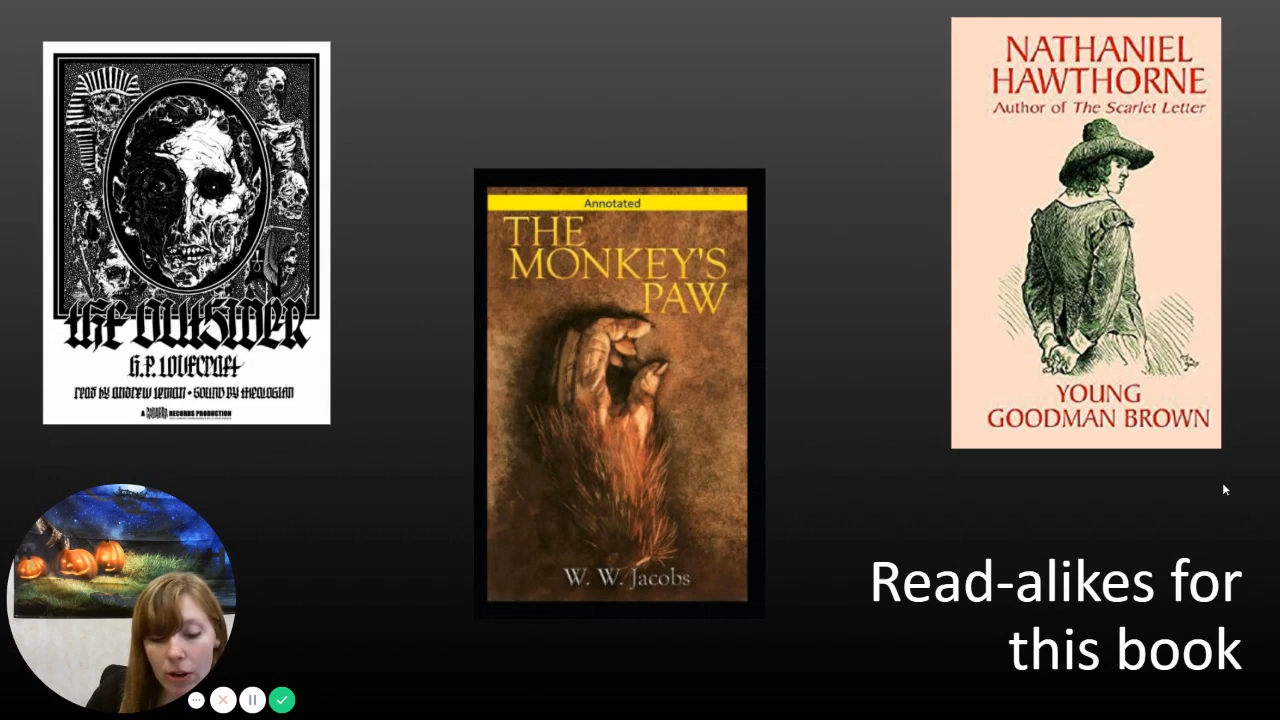 the OUTSIDER
H.P. LOVECRAFT
read by ANDREW LEMAN • SOUND BY THEOLOGIAN
A CADABRA RECORDS PRODUCTION
Annotated
THE
MONKEY'S
PAW
W. W. Jacobs
NATHANIEL
HAWTHORNE
Author of The Scarlet Letter
YOUNG
GOODMAN BROWN
Read-alikes for
this book